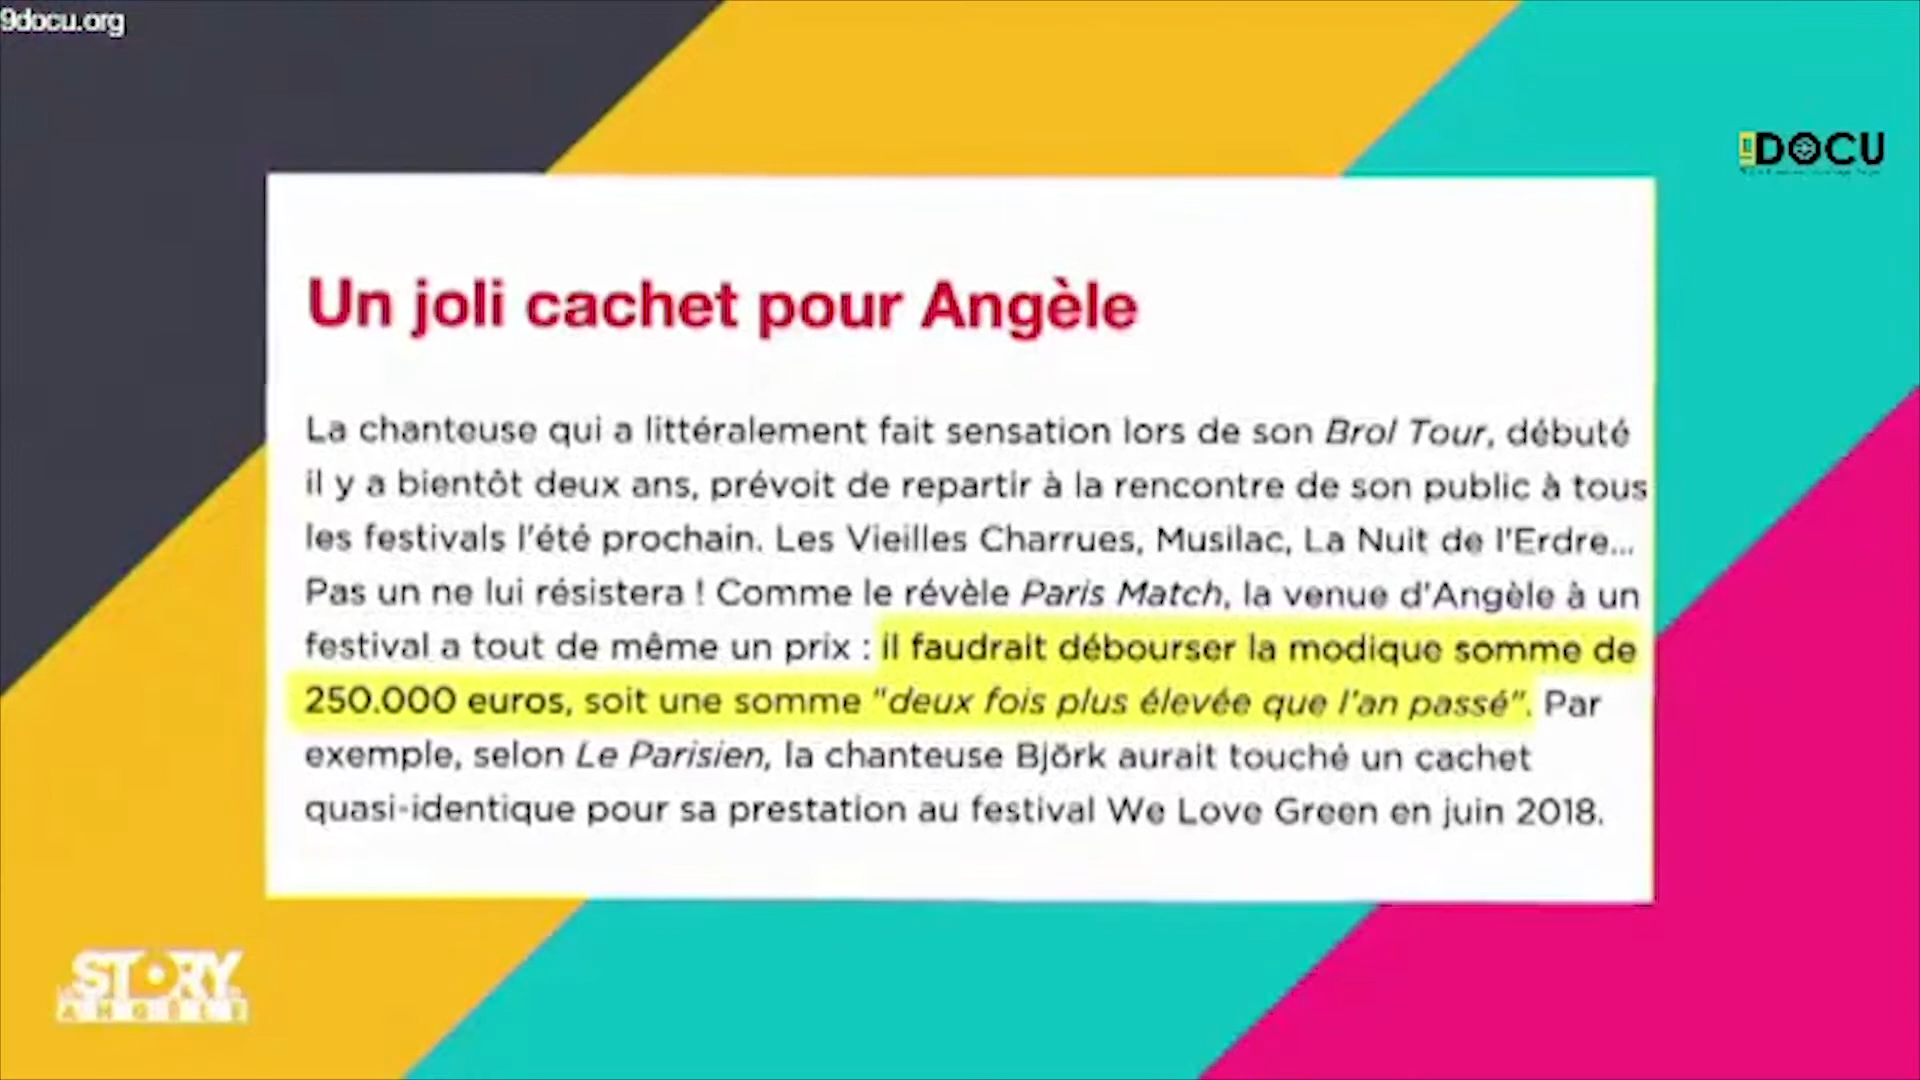 9docu.org
DOCU
Un joli cachet pour Angèle
La chanteuse qui a littéralement fait sensation lors de son Brol Tour, débuté
il y a bientôt deux ans, prévoit de repartir à la rencontre de son public à tous
les festivals l'été prochain. Les Vieilles Charrues, Musilac, La Nuit de l'Erdre...
Pas un ne lui résistera ! Comme le révèle Paris Match, la venue d'Angèle à un
festival a tout de même un prix : il faudrait débourser la modique somme de
250.000 euros, soit une somme "deux fois plus élevée que l'an passé". Par
exemple, selon Le Parisien, la chanteuse Björk aurait touché un cachet
quasi-identique pour sa prestation au festival We Love Green en juin 2018.
STORY
ANGÈLE